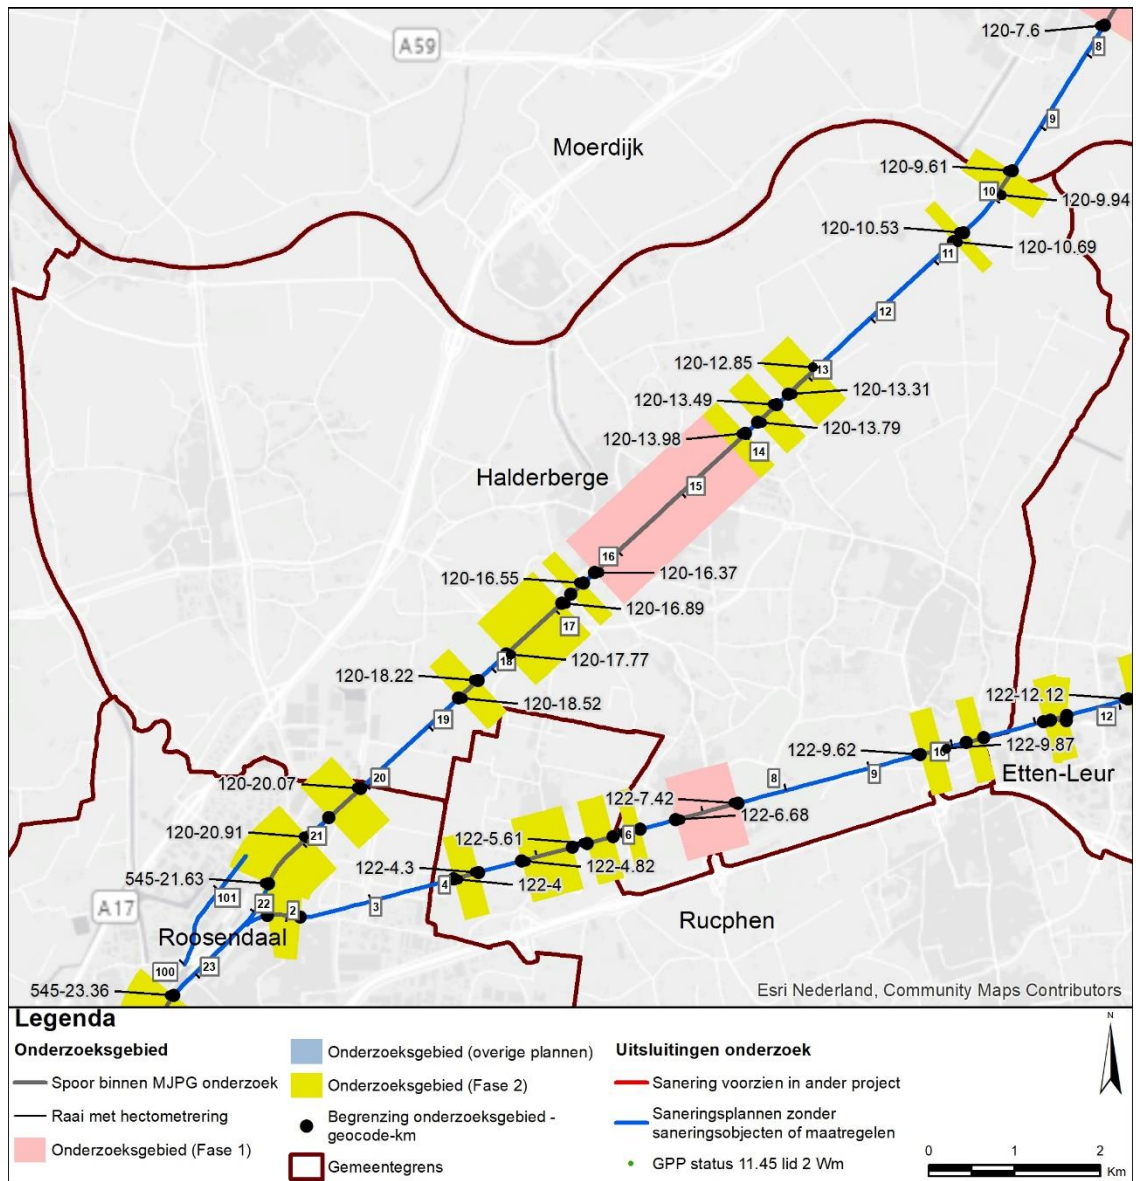 120-7.6
A59
8
9
Moerdijk
120-9.61
10
120-9.94
120-10.53
120-10.69
11
12
120-12.85
13
120-13.31
120-13.49
120-13.79
120-13.98
14
Halderberge
15
16
120-16.55
120-16.37
120-16.89
17
18
120-17.77
120-18.22
120-18.52
19
122-12.12
12
122-9.62
10
122-9.87
20
120-20.07
8
9
Etten-Leur
122-7.42
122-6.68
120-20.91
21
122-5.61
6
122-4.82
122-4.3
545-21.63
4
122-4
101
A17
22
2
3
Roosendaal
Rucphen
100
23
545-23.36
Esri Nederland, Community Maps Contributors
Legenda
Onderzoeksgebied
Spoor binnen MJPG onderzoek
Raai met hectometrering
Onderzoeksgebied (Fase 1)
Onderzoeksgebied (overige plannen)
Onderzoeksgebied (Fase 2)
Begrenzing onderzoeksgebied -
geocode-km
Gemeentegrens
Uitsluitingen onderzoek
Sanering voorzien in ander project
Saneringsplannen zonder
saneringsobjecten of maatregelen
GPP status 11.45 lid 2 Wm
N
0 1 2
Km